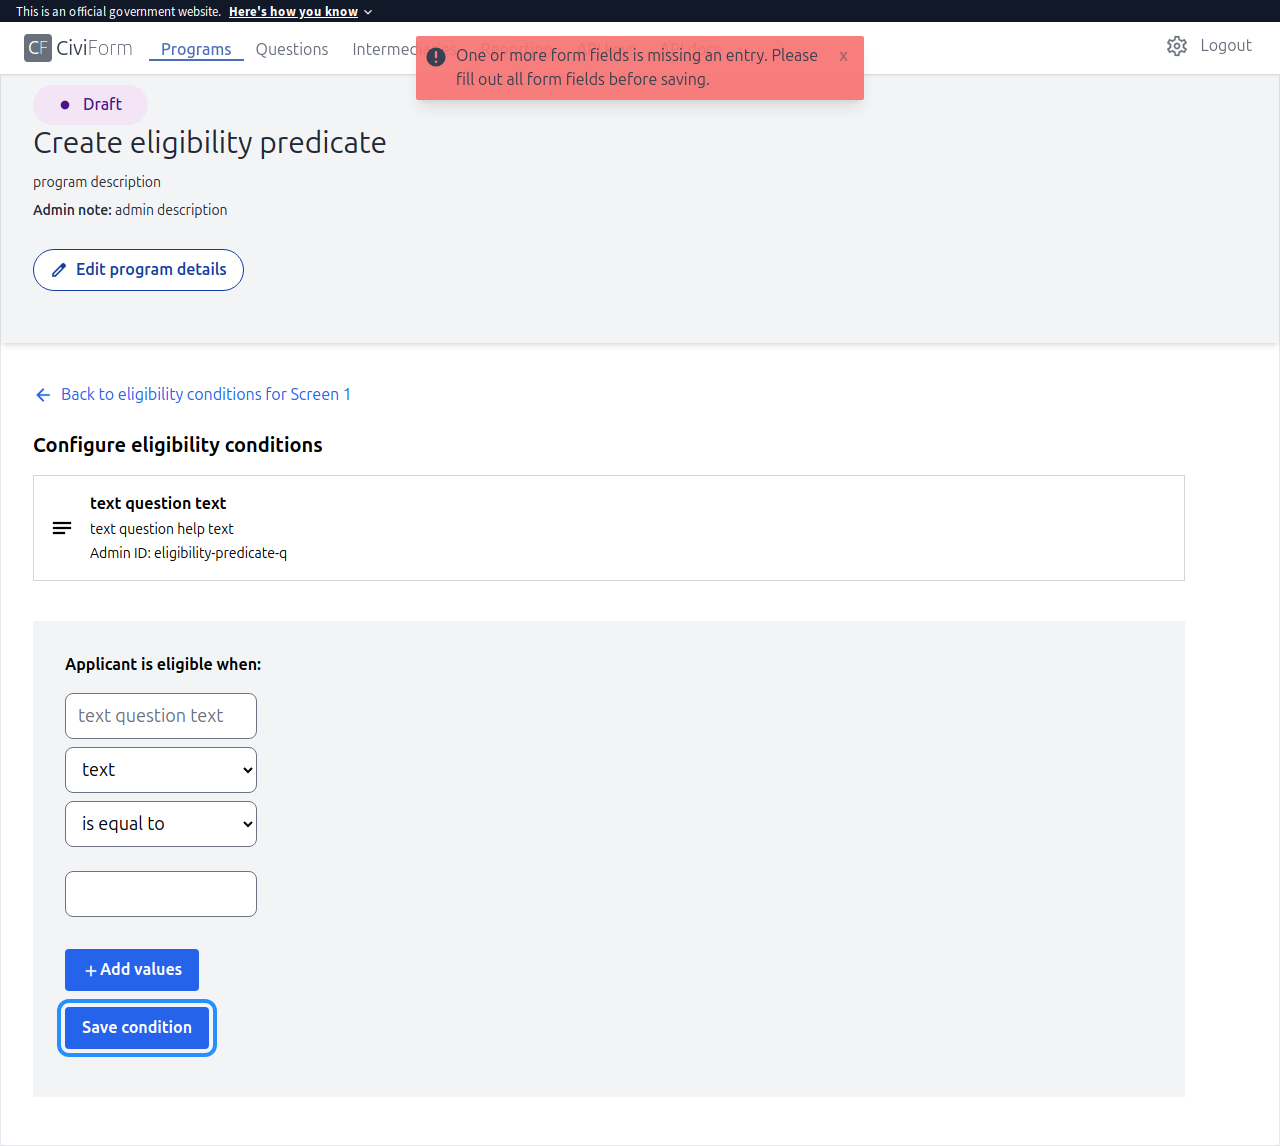 This is an official government website. Here's how you know
CF CiviForm Programs Questions Logout
One or more form fields is missing an entry. Please x
fill out all form fields before saving.
Draft
Create eligibility predicate
program description
Admin note: admin description
Edit program details
Back to eligibility conditions for Screen 1
Configure eligibility conditions
text question text
text question help text
Admin ID: eligibility-predicate-q
Applicant is eligible when:
text question text
text
is equal to
+ Add values
Save condition